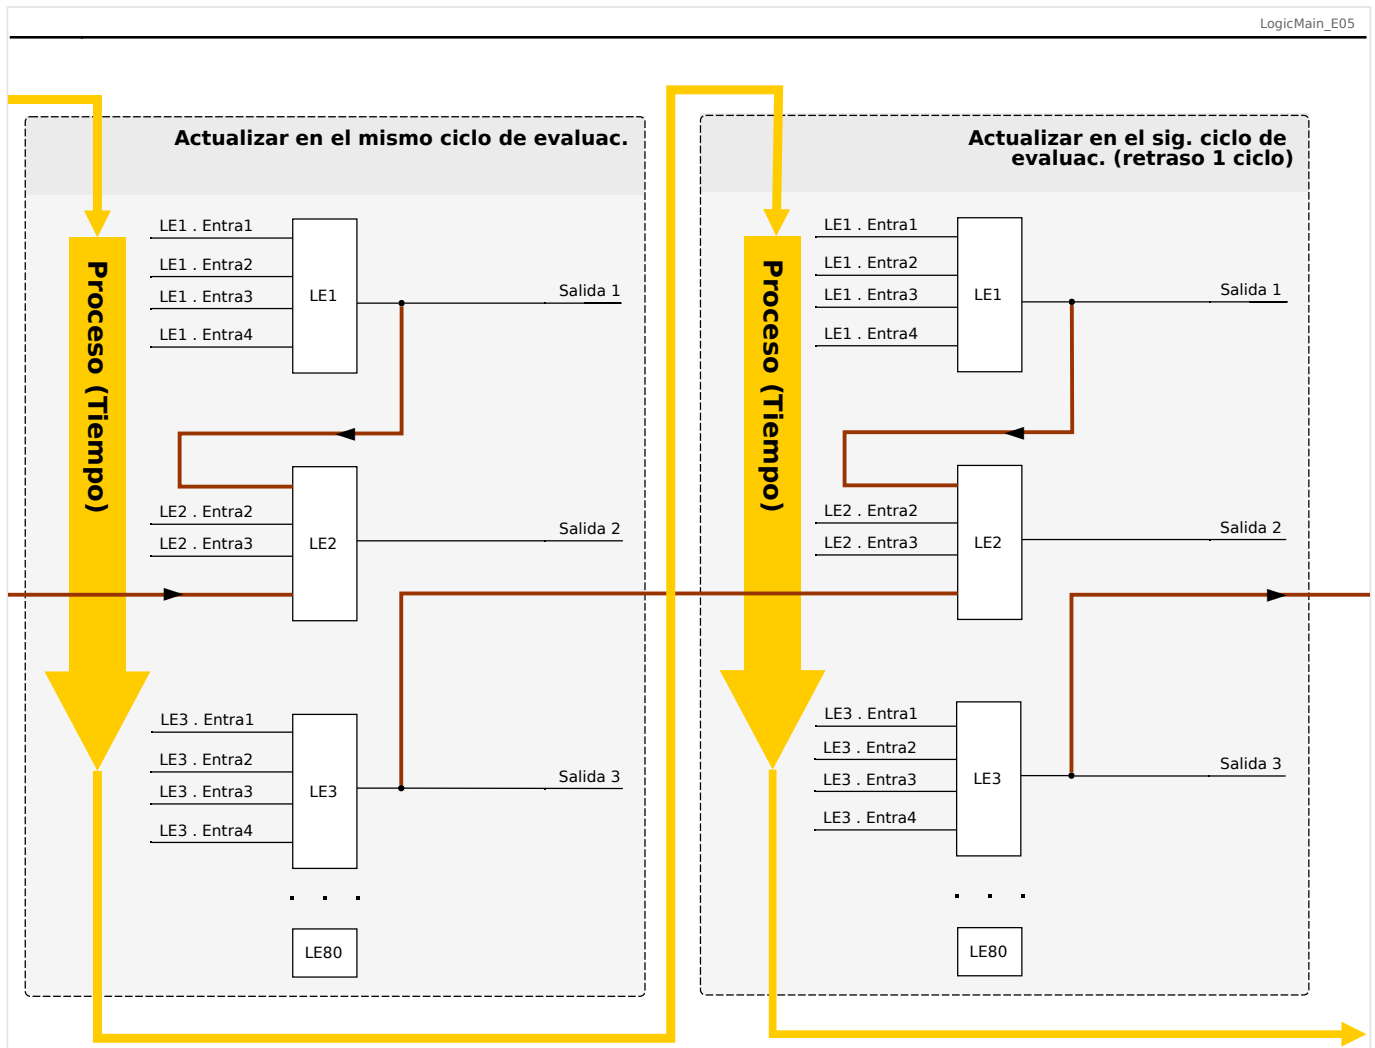 LogicMain_E05
Actualizar en el mismo ciclo de evaluac.
Proceso (Tiempo)
LE1 . Entra1
LE1 . Entra2
LE1 . Entra3
LE1 . Entra4
LE1
Salida 1
LE2 . Entra2
LE2 . Entra3
LE2
Salida 2
LE3 . Entra1
LE3 . Entra2
LE3 . Entra3
LE3 . Entra4
LE3
Salida 3
. . .
LE80
Actualizar en el sig. ciclo de
evaluac. (retraso 1 ciclo)
Proceso (Tiempo)
LE1 . Entra1
LE1 . Entra2
LE1 . Entra3
LE1 . Entra4
LE1
Salida 1
LE2 . Entra2
LE2 . Entra3
LE2
Salida 2
LE3 . Entra1
LE3 . Entra2
LE3 . Entra3
LE3 . Entra4
LE3
Salida 3
. . .
LE80